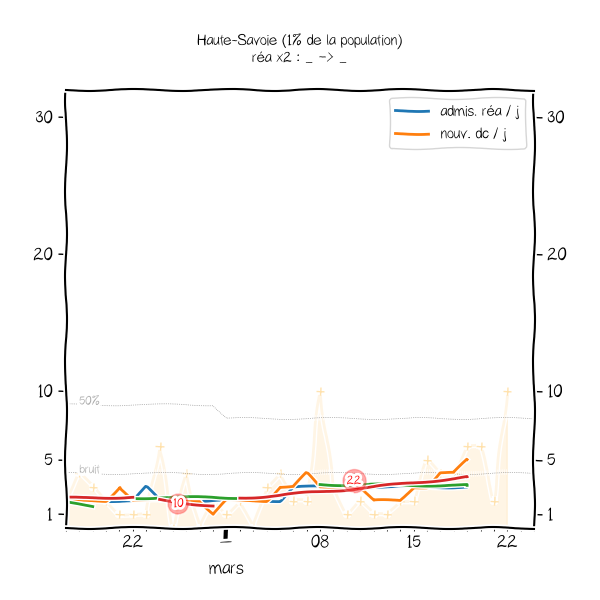 Haute-Savoie (1% de la population)
réa x2 : _ -> _
admis. réa / j
nouv. dc / j
30
30
20
20
10
10
50%
5
5
bruit
22
10
1
1
22
08
15
22
mars